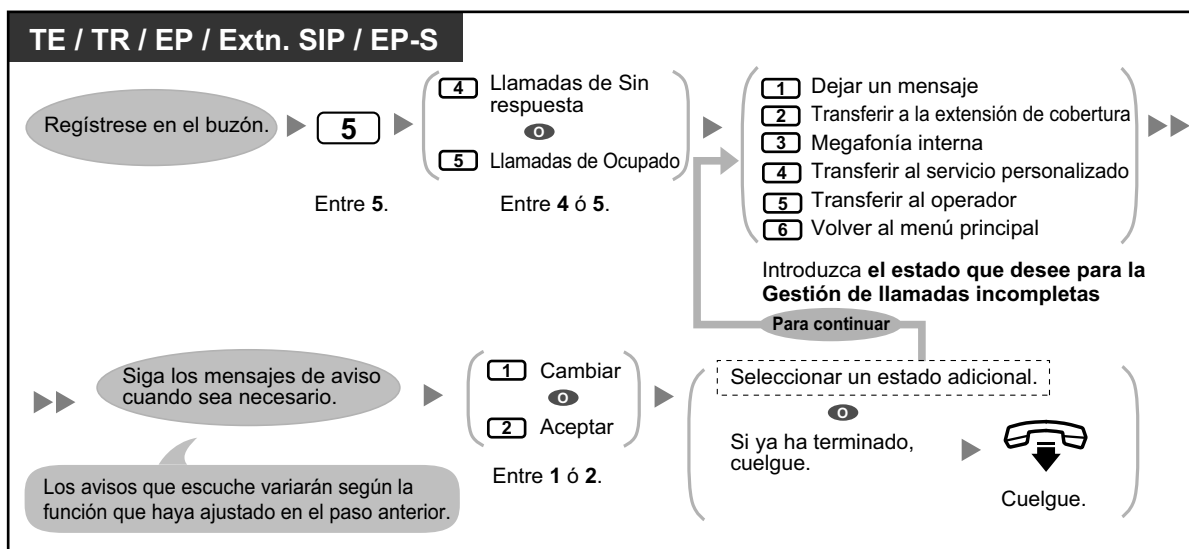 TE / TR / EP / Extn. SIP / EP-S
Regístrese en el buzón.
5
Entre 5.
4 Llamadas de Sin
respuesta
o
5 Llamadas de Ocupado
Entre 4 ó 5.
1 Dejar un mensaje
2 Transferir a la extensión de cobertura
3 Megafonía interna
4 Transferir al servicio personalizado
5 Transferir al operador
6 Volver al menú principal
Introduzca el estado que desee para la
Gestión de llamadas incompletas
Para continuar
Siga los mensajes de aviso
cuando sea necesario.
Los avisos que escuche variarán según la
función que haya ajustado en el paso anterior.
1 Cambiar
o
2 Aceptar
Entre 1 ó 2.
Seleccionar un estado adicional.
o
Si ya ha terminado,
cuelgue.
Cuelgue.